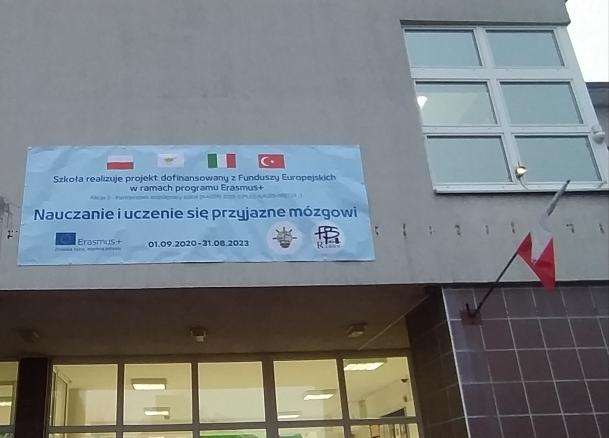 Szkoła realizuje projekt dofinansowany z Funduszy Europejskich
w ramach programu Erasmus+
Nauczanie i uczenie się przyjazne mózgowi
Erasmus+
01.09.2020-31.08.2023